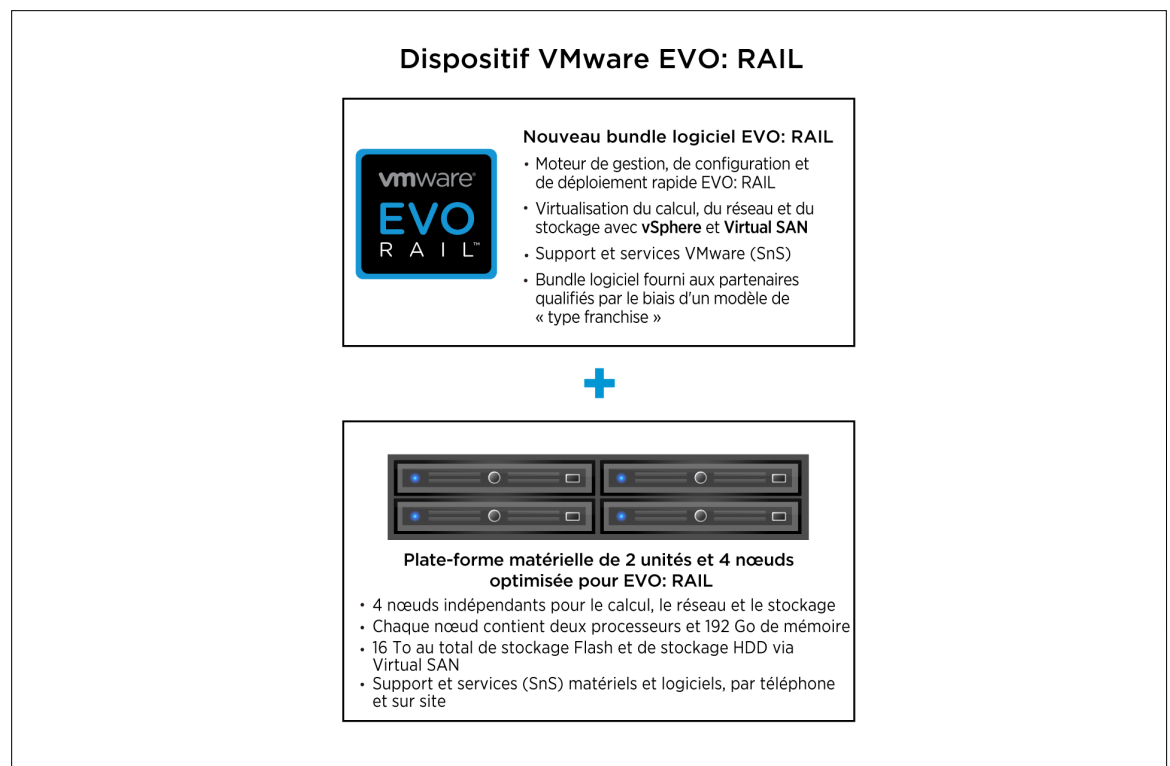 Dispositif VMware EVO: RAIL
vmware®
EVO
RAIL™
Nouveau bundle logiciel EVO: RAIL
• Moteur de gestion, de configuration et
de déploiement rapide EVO: RAIL
• Virtualisation du calcul, du réseau et du
stockage avec vSphere et Virtual SAN
• Support et services VMware (SnS)
• Bundle logiciel fourni aux partenaires
qualifiés par le biais d'un modèle de
« type franchise »
+
Plate-forme matérielle de 2 unités et 4 nœuds
optimisée pour EVO: RAIL
• 4 nœuds indépendants pour le calcul, le réseau et le stockage
• Chaque nœud contient deux processeurs et 192 Go de mémoire
• 16 To au total de stockage Flash et de stockage HDD via
Virtual SAN
• Support et services (SnS) matériels et logiciels, par téléphone
et sur site